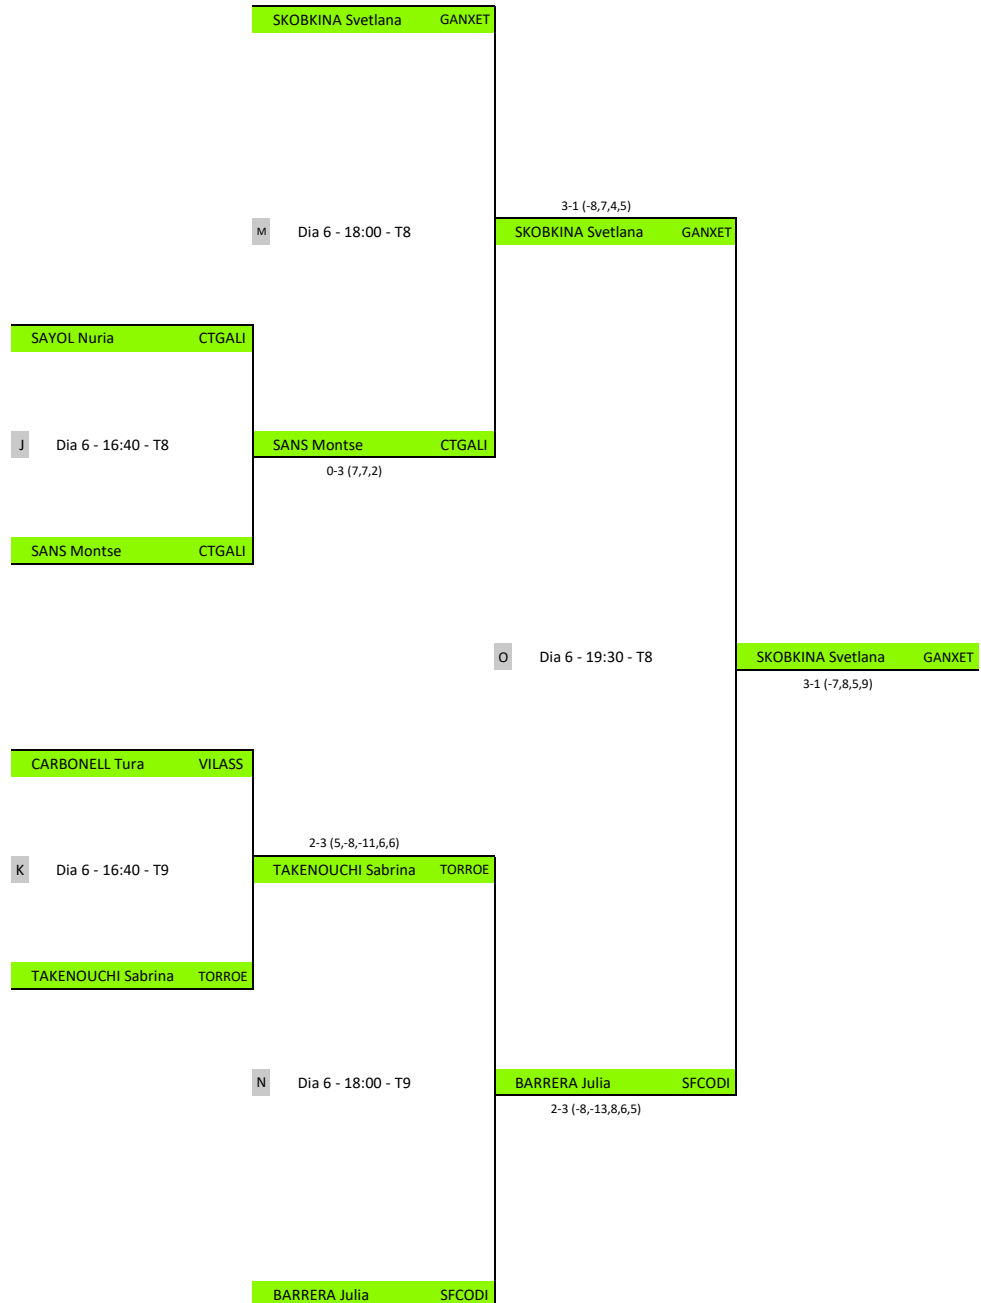 SKOBKINA Svetlana GANXET
3-1 (-8,7,4,5)
M Dia 6 - 18:00 - T8 SKOBKINA Svetlana GANXET
SAYOL Nuria CTGALI
J Dia 6 - 16:40 - T8 SANS Montse CTGALI
0-3 (7,7,2)
SANS Montse CTGALI
O Dia 6 - 19:30 - T8 SKOBKINA Svetlana GANXET
3-1 (-7,8,5,9)
CARBONELL Tura VILASS
2-3 (5,-8,-11,6,6)
K Dia 6 - 16:40 - T9 TAKENOUCHI Sabrina TORROE
TAKENOUCHI Sabrina TORROE
N Dia 6 - 18:00 - T9 BARRERA Julia SFCODI
2-3 (-8,-13,8,6,5)
BARRERA Julia SFCODI